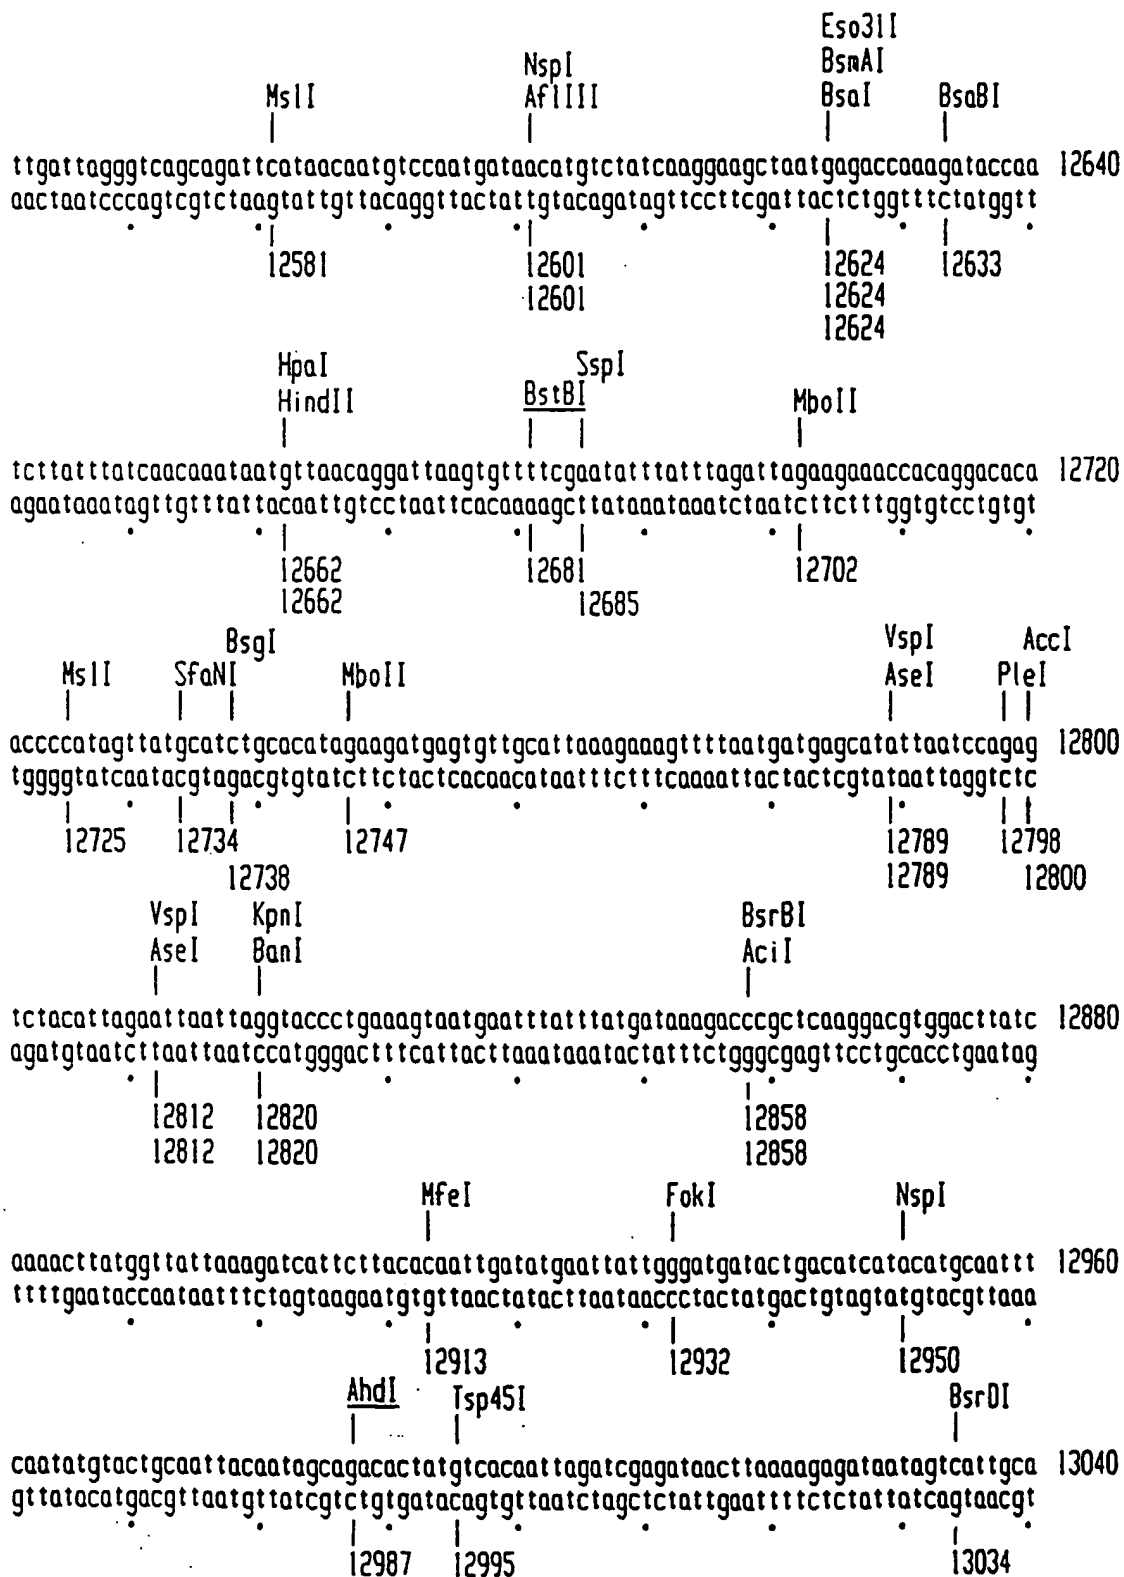 Eso31I
NspI BsmAI
MslI AflIII BsaI BsaBI
ttgattagggtcagcagattcataacaatgtccaatgataacatgtctatcaaggaagctaatgagaccaaagataccaa 12640
aactaatcccagtcgtctaagtattgttacaggttactattgtacagatagttccttcgattactctggtttctatggtt
12581 12601 12624 12633
12601 12624
12624
HpaI SspI
HindII BstBI MboII
tcttatttatcaacaaataatgttaacaggattaagtgttttcgaatatttatttagattagaagaaaccacaggacaca 12720
agaataaatagttgtttattacaattgtcctaattcacaaaagcttataaataaatctaatcttctttggtgtcctgtgt
12662 12681 12702
12662 12685
BsgI VspI AccI
MslI SfaNI MboII AseI PleI
accccatagttatgcatctgcacatagaagatgagtgttgcattaaagaaagttttaatgatgagcatattaatccagag 12800
tggggtatcaatacgtagacgtgtatcttctactcacaacataatttctttcaaaattactactcgtataattaggtctc
12725 12734 12747 12789 12798
12738 12789 12800
VspI KpnI BsrBI
AseI BanI AciI
tctacattagaattaattaggtaccctgaaagtaatgaatttatttatgataaagacccgctcaaggacgtggacttatc 12880
agatgtaatcttaattaatccatgggactttcattacttaaataaatactatttctgggcgagttcctgcacctgaatag
12812 12820 12858
12812 12820 12858
MfeI FokI NspI
aaaacttatggttattaaagatcattcttacacaattgatatgaattattgggatgatactgacatcatacatgcaattt 12960
ttttgaataccaataatttctagtaagaatgtgttaactatacttaataaccctactatgactgtagtatgtacgttaaa
12913 12932 12950
AhdI Tsp45I BsrDI
caatatgtactgcaattacaatagcagacactatgtcacaattagatcgagataacttaaaagagataatagtcattgca 13040
gttatacatgacgttaatgttatcgtctgtgatacagtgttaatctagctctattgaattttctctattatcagtaacgt
12987 12995 13034